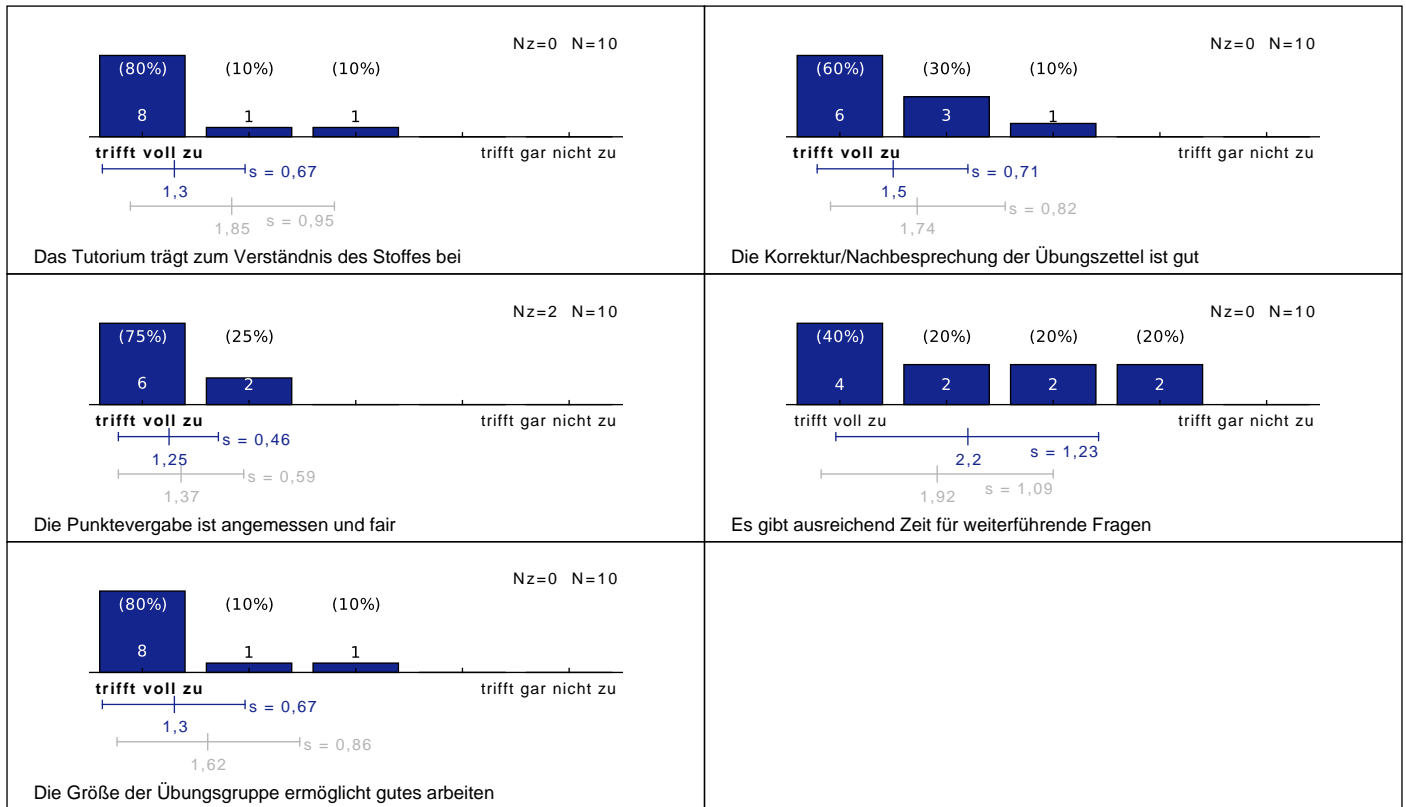 Nz=0 N=10
(80%) (10%) (10%)
8 1 1
trifft voll zu trifft gar nicht zu
s = 0,67
1,3
s = 0,95
1,85
Das Tutorium trägt zum Verständnis des Stoffes bei
Nz=0 N=10
(60%) (30%) (10%)
6 3 1
trifft voll zu trifft gar nicht zu
s = 0,71
1,5
s = 0,82
1,74
Die Korrektur/Nachbesprechung der Übungszettel ist gut
Nz=2 N=10
(75%) (25%)
6 2
trifft voll zu trifft gar nicht zu
s = 0,46
1,25
s = 0,59
1,37
Die Punktevergabe ist angemessen und fair
Nz=0 N=10
(40%) (20%) (20%) (20%)
4 2 2 2
trifft voll zu trifft gar nicht zu
s = 1,23
2,2
s = 1,09
1,92
Es gibt ausreichend Zeit für weiterführende Fragen
Nz=0 N=10
(80%) (10%) (10%)
8 1 1
trifft voll zu trifft gar nicht zu
s = 0,67
1,3
s = 0,86
1,62
Die Größe der Übungsgruppe ermöglicht gutes arbeiten